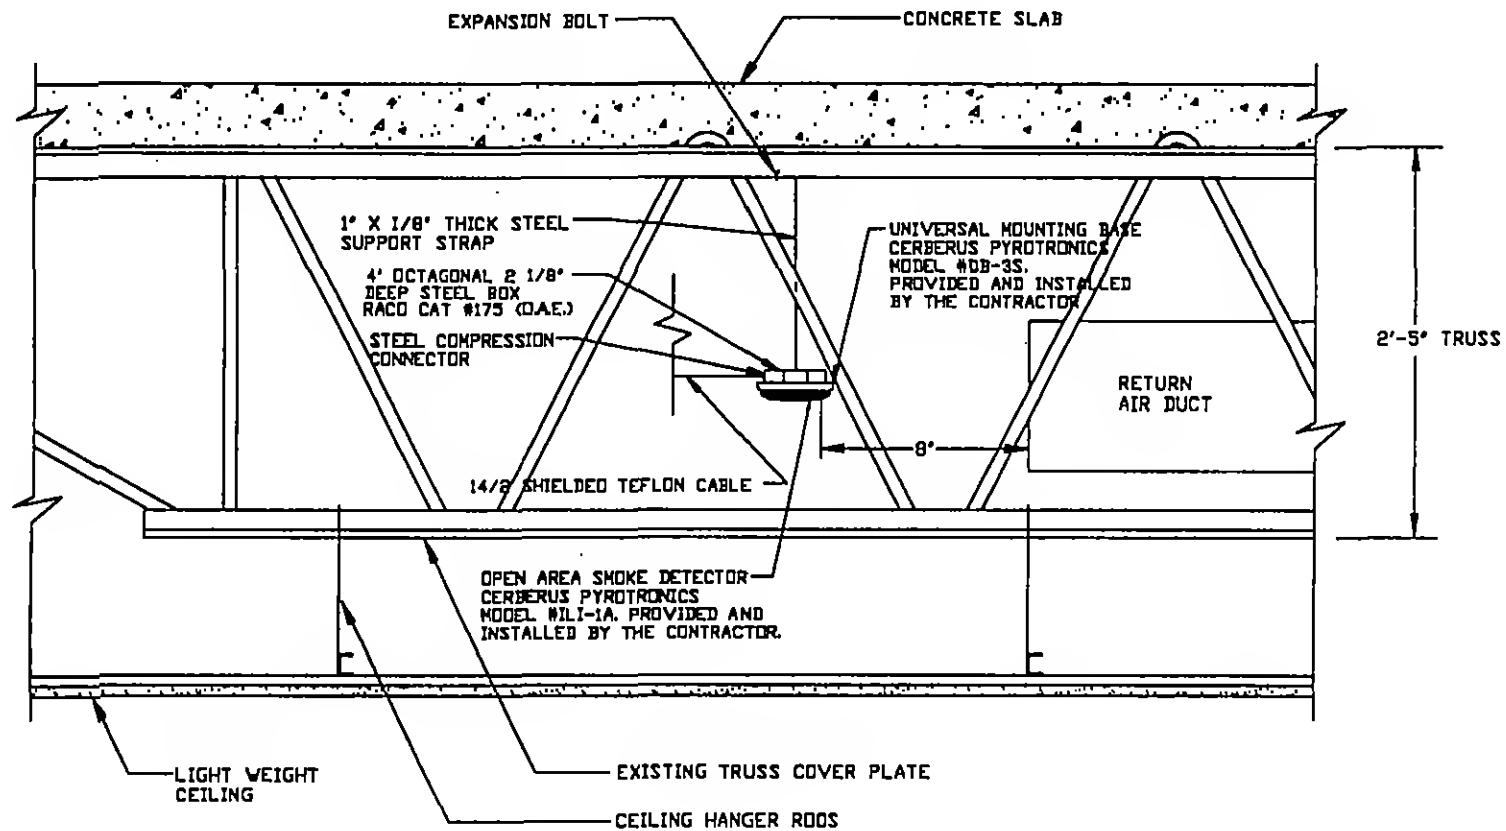 EXPANSION BOLT
CONCRETE SLAB
1" X 1/8" THICK STEEL
SUPPORT STRAP
4" OCTAGONAL 2 1/8"
DEEP STEEL BOX
RACO CAT #175 (O.A.E.)
STEEL COMPRESSION
CONNECTOR
UNIVERSAL MOUNTING BASE
CERBERUS PYROTRONICS
MODEL #DB-3S.
PROVIDED AND INSTALLED
BY THE CONTRACTOR
2'-5" TRUSS
RETURN
AIR DUCT
8"
14/2 SHIELDED TEFLON CABLE
OPEN AREA SMOKE DETECTOR
CERBERUS PYROTRONICS
MODEL #ILI-1A. PROVIDED AND
INSTALLED BY THE CONTRACTOR.
LIGHT WEIGHT
CEILING
EXISTING TRUSS COVER PLATE
CEILING HANGER RODS